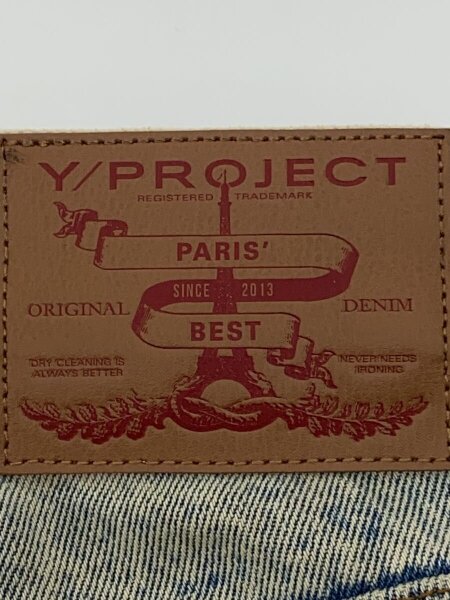 Y/PROJECT
REGISTERED TRADEMARK
PARIS'
SINCE 2013
ORIGINAL DENIM
BEST
DRY CLEANING IS
ALWAYS BETTER
NEVER NEEDS
IRONING